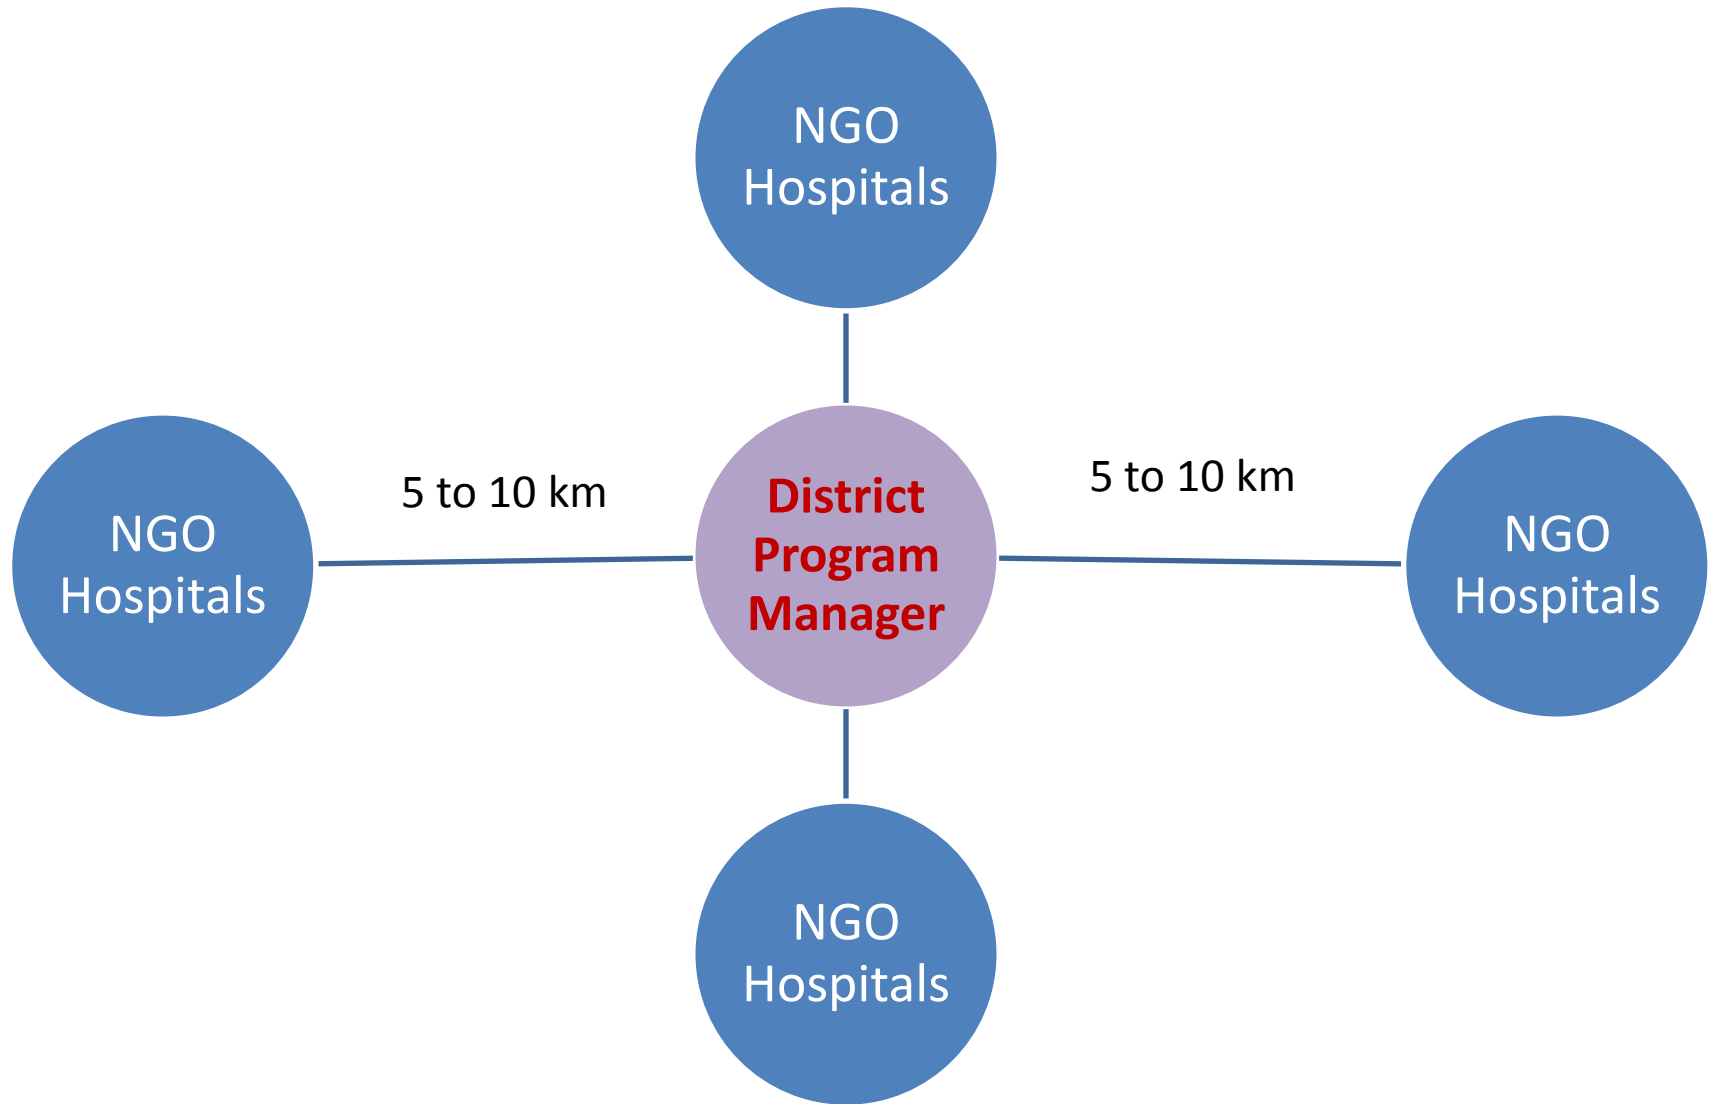 NGO
Hospitals
5 to 10 km
5 to 10 km
NGO
Hospitals
District
Program
Manager
NGO
Hospitals
NGO
Hospitals